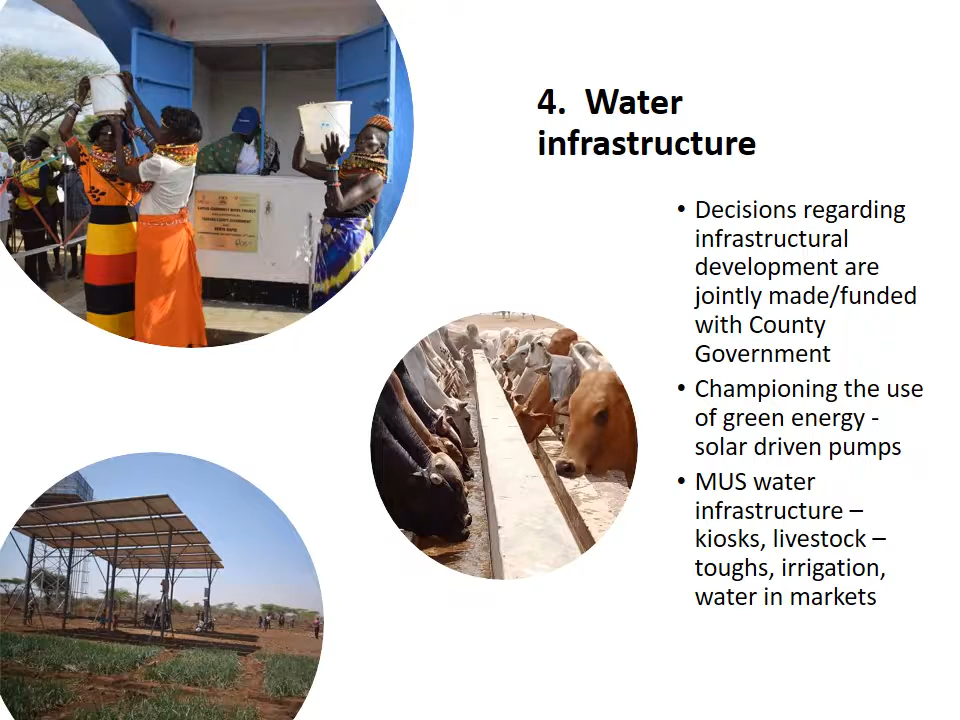 4. Water
infrastructure
• Decisions regarding
infrastructural
development are
jointly made/funded
with County
Government
• Championing the use
of green energy -
solar driven pumps
• MUS water
infrastructure –
kiosks, livestock –
toughs, irrigation,
water in markets